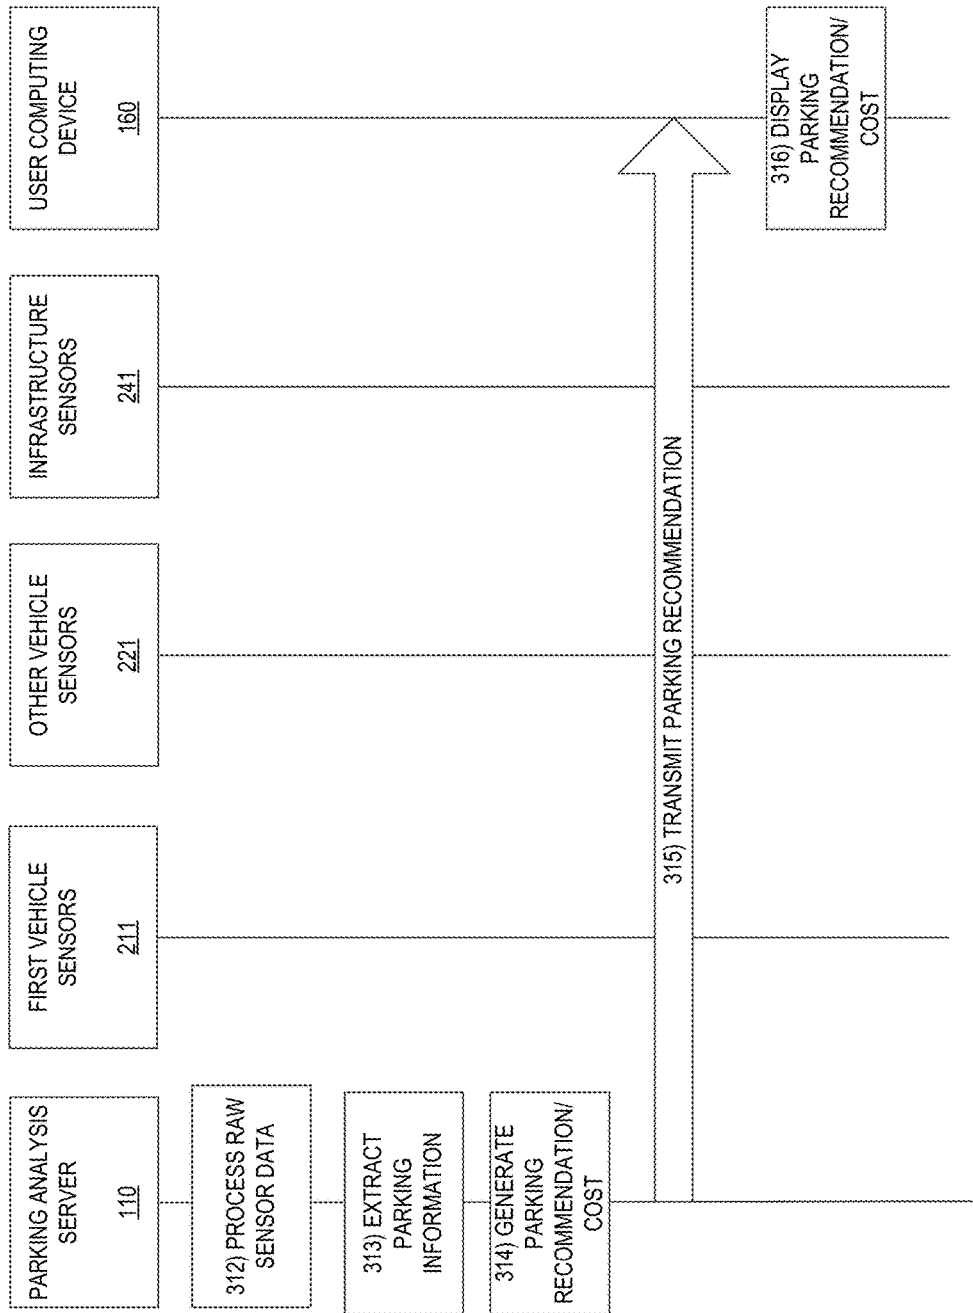 PARKING ANALYSIS
SERVER
110
FIRST VEHICLE
SENSORS
211
OTHER VEHICLE
SENSORS
221
INFRASTRUCTURE
SENSORS
241
USER COMPUTING
DEVICE
160
312) PROCESS RAW
SENSOR DATA
313) EXTRACT
PARKING
INFORMATION
314) GENERATE
PARKING
RECOMMENDATION/
COST
315) TRANSMIT PARKING RECOMMENDATION
316) DISPLAY
PARKING
RECOMMENDATION/
COST